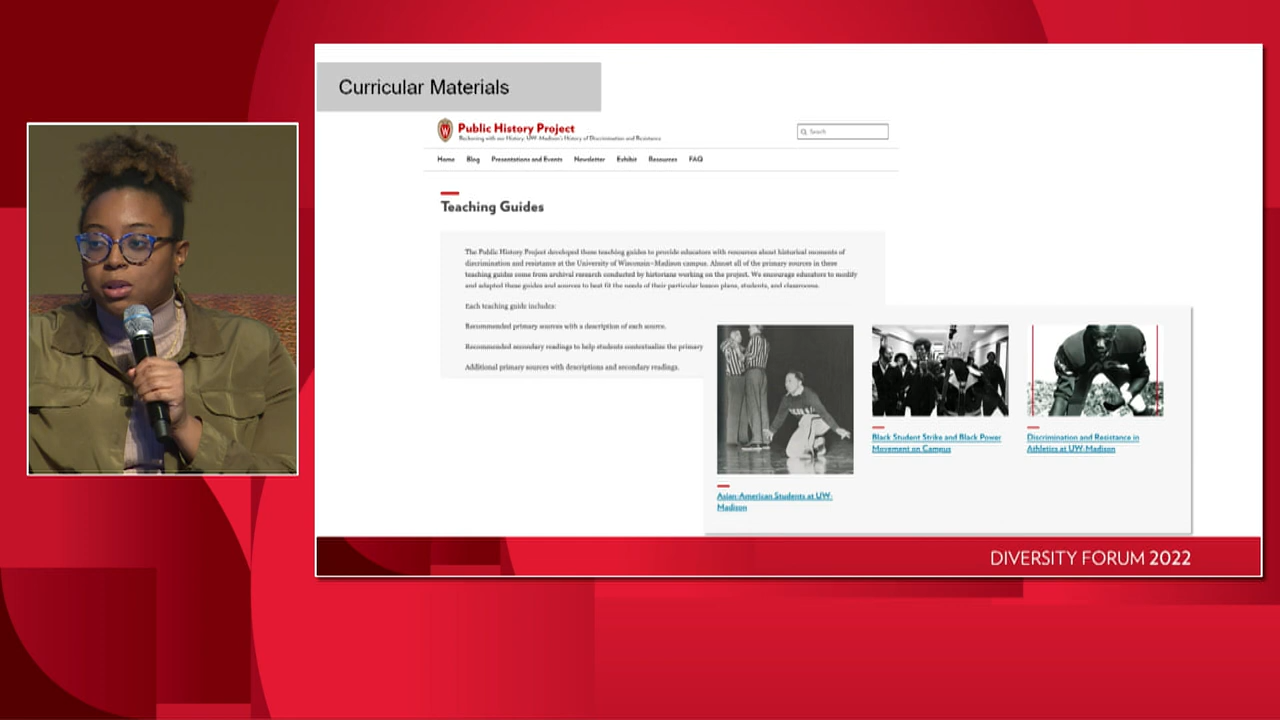 Curricular Materials
Public History Project
Reckoning with our History: UW–Madison's History of Discrimination and Resistance
Search
Home Blog Presentations and Events Newsletter Exhibit Resources FAQ
Teaching Guides
The Public History Project developed these teaching guides to provide educators with resources about historical moments of
discrimination and resistance at the University of Wisconsin–Madison campus. Almost all of the primary sources in these
teaching guides come from archival research conducted by historians working on the project. We encourage educators to modify
and adapted these guides and sources to best fit the needs of their particular lesson plans, students, and classrooms.
Each teaching guide includes:
Recommended primary sources with a description of each source.
Recommended secondary readings to help students contextualize the primary
Additional primary sources with descriptions and secondary readings.
Asian-American Students at UW-
Madison
Black Student Strike and Black Power
Movement on Campus
Discrimination and Resistance in
Athletics at UW-Madison
DIVERSITY FORUM 2022